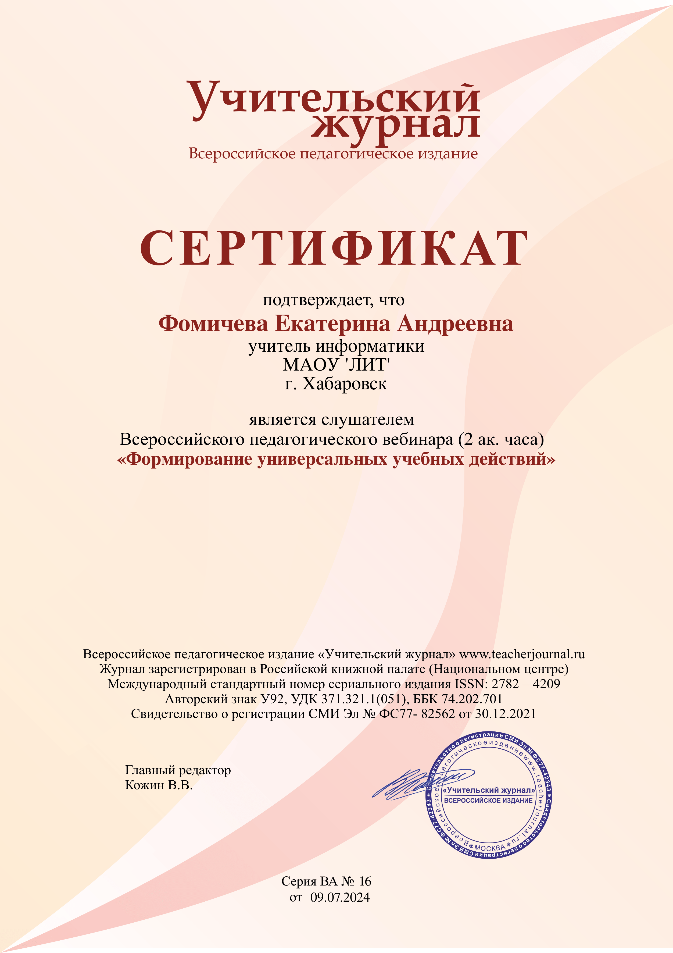 Учительский
журнал
Всероссийское педагогическое издание
СЕРТИФИКАТ
подтверждает, что
Фомичева Екатерина Андреевна
учитель информатики
МАОУ 'ЛИТ'
г. Хабаровск
является слушателем
Всероссийского педагогического вебинара (2 ак. часа)
«Формирование универсальных учебных действий»
Всероссийское педагогическое издание «Учительский журнал» www.teacherjournal.ru
Журнал зарегистрирован в Российской книжной палате (Национальном центре)
Международный стандартный номер сериального издания ISSN: 2782 – 4209
Авторский знак У92, УДК 371.321.1(051), ББК 74.202.701
Свидетельство о регистрации СМИ Эл № ФС77- 82562 от 30.12.2021
Главный редактор
Кожин В.В.
«Учительский журнал»
ВСЕРОССИЙСКОЕ ИЗДАНИЕ
МОСКВА
Серия ВА № 16
от 09.07.2024